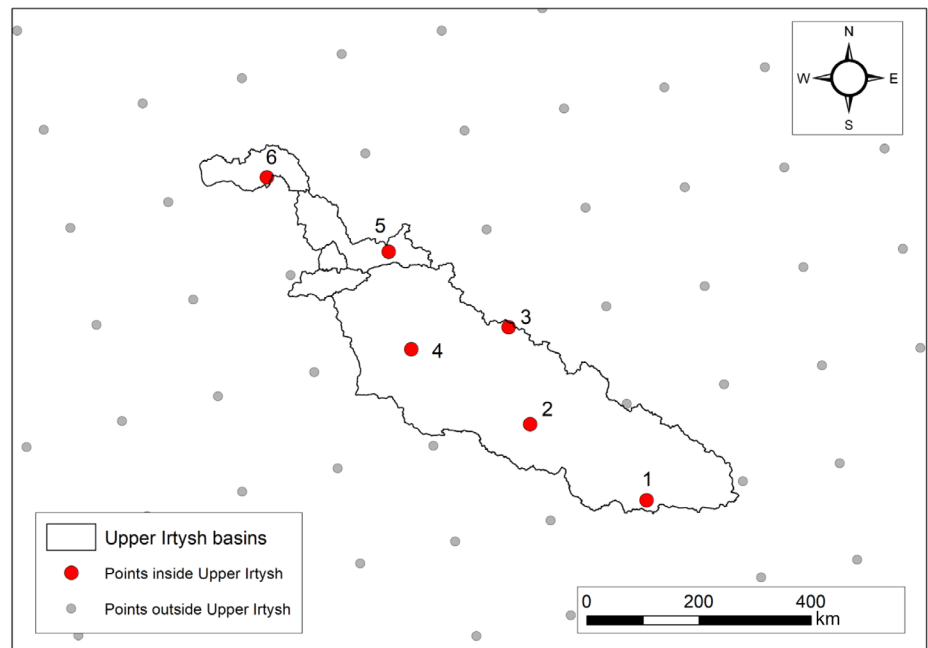 N
W E
S
6
5
3
4
2
1
Upper Irtysh basins
Points inside Upper Irtysh
Points outside Upper Irtysh
0 200 400
km